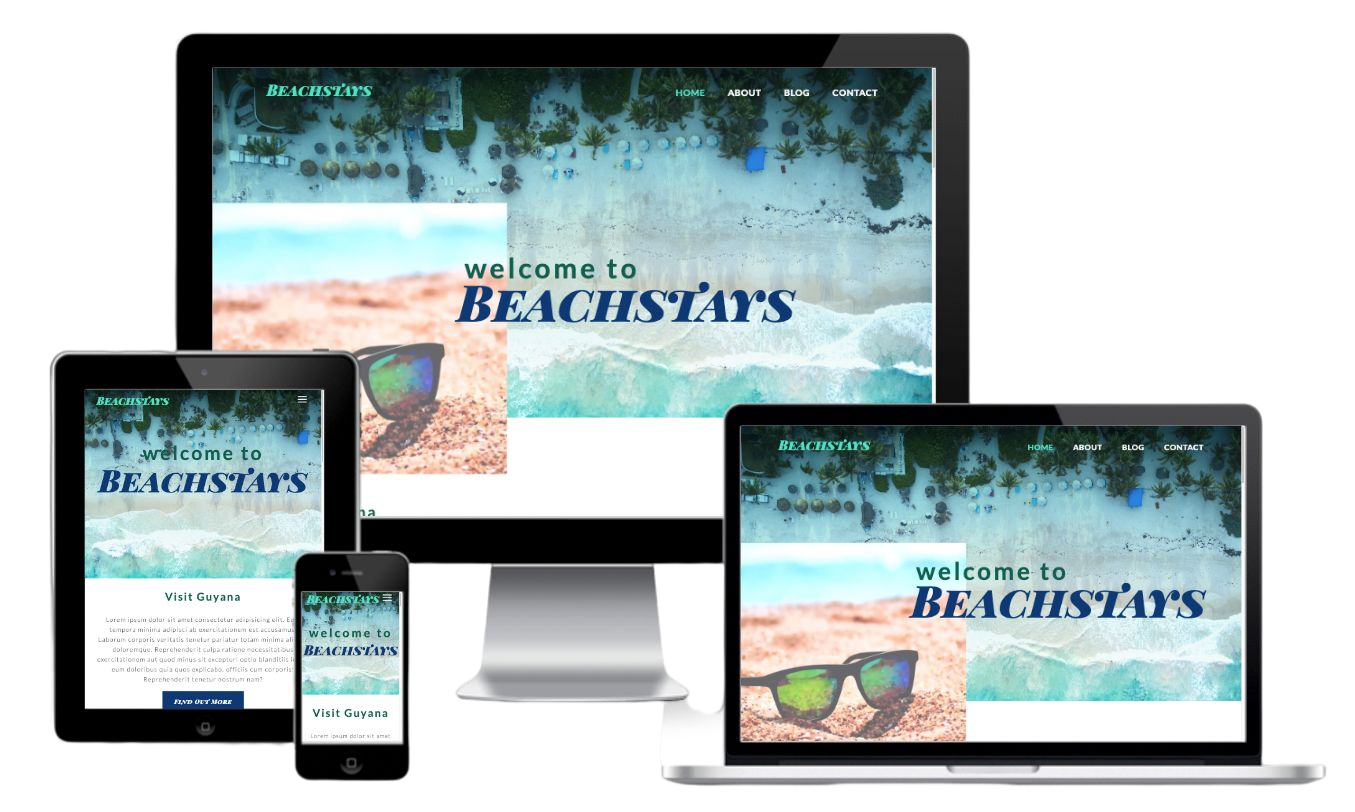 BEACHSTAYS
HOME ABOUT BLOG CONTACT
welcome to
BEACHSTAYS
na
BEACHSTAYS
welcome to
BEACHSTAYS
Visit Guyana
Lorem ipsum dolor sit amet consectetur adipisicing elit.
tempora minima adipisci ab exercitationem est accusamus
Laborum corporis veritatis tenetur pariatur totam minima
doloremque. Reprehenderit culpa ratione necessitatibus
exercitationem aut quod minus sit excepturi optio blanditiis
eum doloribus quia quos explicabo, officiis cum corporis
Reprehenderit tenetur nostrum nam?
FIND OUT MORE
BEACHSTAYS
welcome to
BEACHSTAYS
Visit Guyana
Lorem ipsum dolor sit amet
BEACHSTAYS
HOME ABOUT BLOG CONTACT
welcome to
BEACHSTAYS